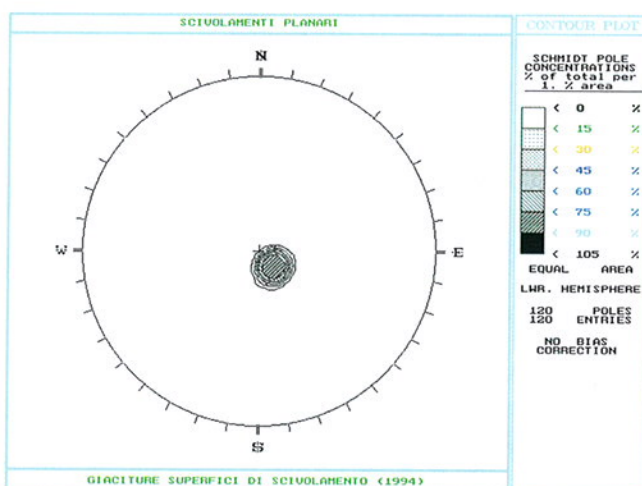 SCIVOLAMENTI PLANARI
N
W
E
S
GIACITURE SUPERFICI DI SCIVOLAMENTO (1994)
CONTOUR PLOT
SCHMIDT POLE
CONCENTRATIONS
% of total per
1. % area
< 0 %
< 15 %
< 30 %
< 45 %
< 60 %
< 75 %
< 90 %
< 105 %
EQUAL AREA
LWR. HEMISPHERE
120 POLES
120 ENTRIES
NO BIAS
CORRECTION